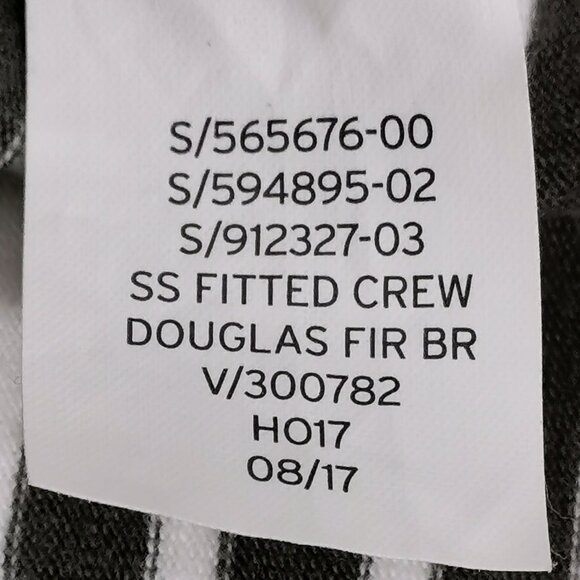 S/565676-00
S/594895-02
S/912327-03
SS FITTED CREW
DOUGLAS FIR BR
V/300782
HO17
08/17